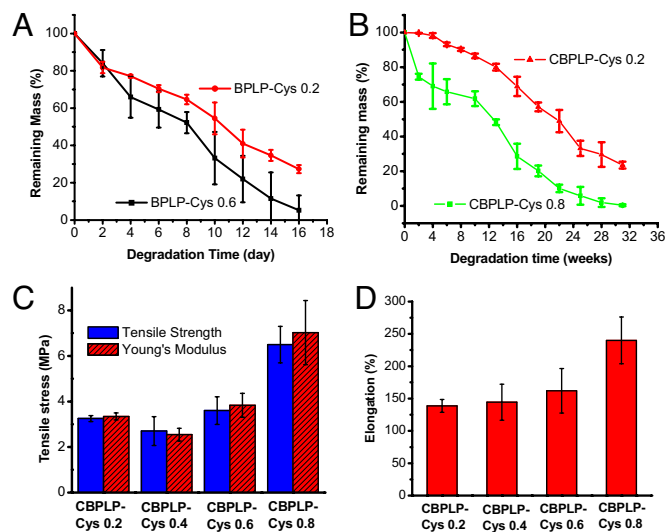 A
100
80
60
40
20
0
Remaining Mass (%)
BPLP-Cys 0.2
BPLP-Cys 0.6
0 2 4 6 8 10 12 14 16 18
Degradation Time (day)
B
100
75
50
25
0
Remaining mass (%)
CBPLP-Cys 0.2
CBPLP-Cys 0.8
0 4 8 12 16 20 24 28 32 36
Degradation time (weeks)
C
6
4
2
0
Tensile stress (MPa)
Tensile Strength
Young's Modulus
CBPLP- CBPLP- CBPLP- CBPLP-
Cys 0.2 Cys 0.4 Cys 0.6 Cys 0.8
D
300
250
200
150
100
50
0
Elongation (%)
CBPLP- CBPLP- CBPLP- CBPLP-
Cys 0.2 Cys 0.4 Cys 0.6 Cys 0.8